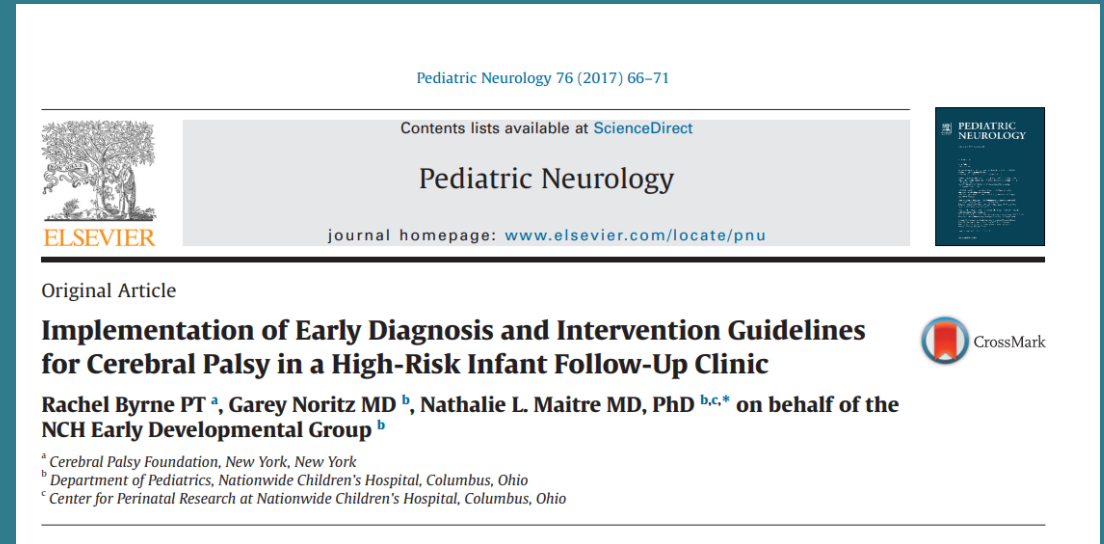 Pediatric Neurology 76 (2017) 66–71
Contents lists available at ScienceDirect
Pediatric Neurology
journal homepage: www.elsevier.com/locate/pnu
ELSEVIER
PEDIATRIC
NEUROLOGY
Original Article
Implementation of Early Diagnosis and Intervention Guidelines
for Cerebral Palsy in a High-Risk Infant Follow-Up Clinic
CrossMark
Rachel Byrne PT a, Garey Noritz MD b, Nathalie L. Maitre MD, PhD b,c,* on behalf of the
NCH Early Developmental Group b
a Cerebral Palsy Foundation, New York, New York
b Department of Pediatrics, Nationwide Children's Hospital, Columbus, Ohio
c Center for Perinatal Research at Nationwide Children's Hospital, Columbus, Ohio